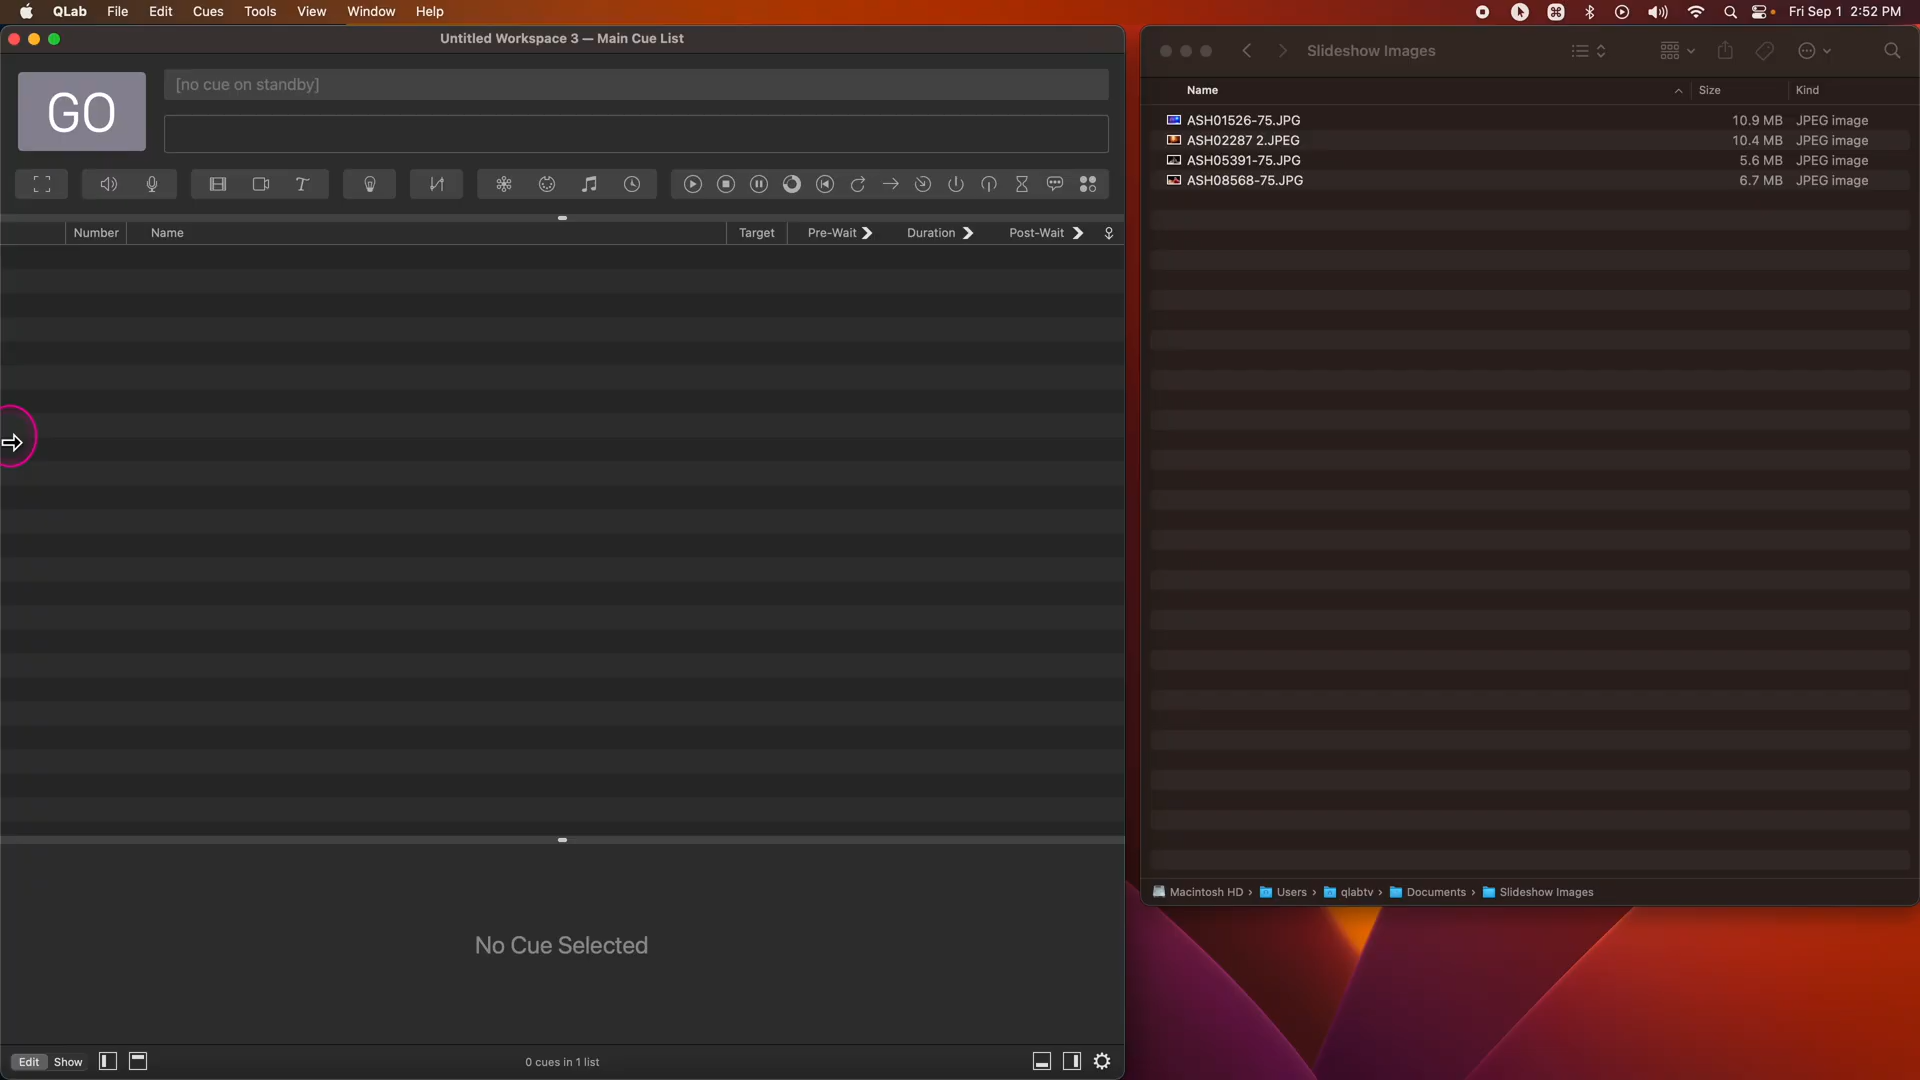 QLab File Edit Cues Tools View Window Help
Fri Sep 1 2:52 PM
Untitled Workspace 3 — Main Cue List
GO
[no cue on standby]
Number Name Target Pre-Wait Duration Post-Wait
No Cue Selected
Edit Show
0 cues in 1 list
Slideshow Images
Name Size Kind
ASH01526-75.JPG 10.9 MB JPEG image
ASH02287 2.JPEG 10.4 MB JPEG image
ASH05391-75.JPG 5.6 MB JPEG image
ASH08568-75.JPG 6.7 MB JPEG image
Macintosh HD › Users › qlabtv › Documents › Slideshow Images